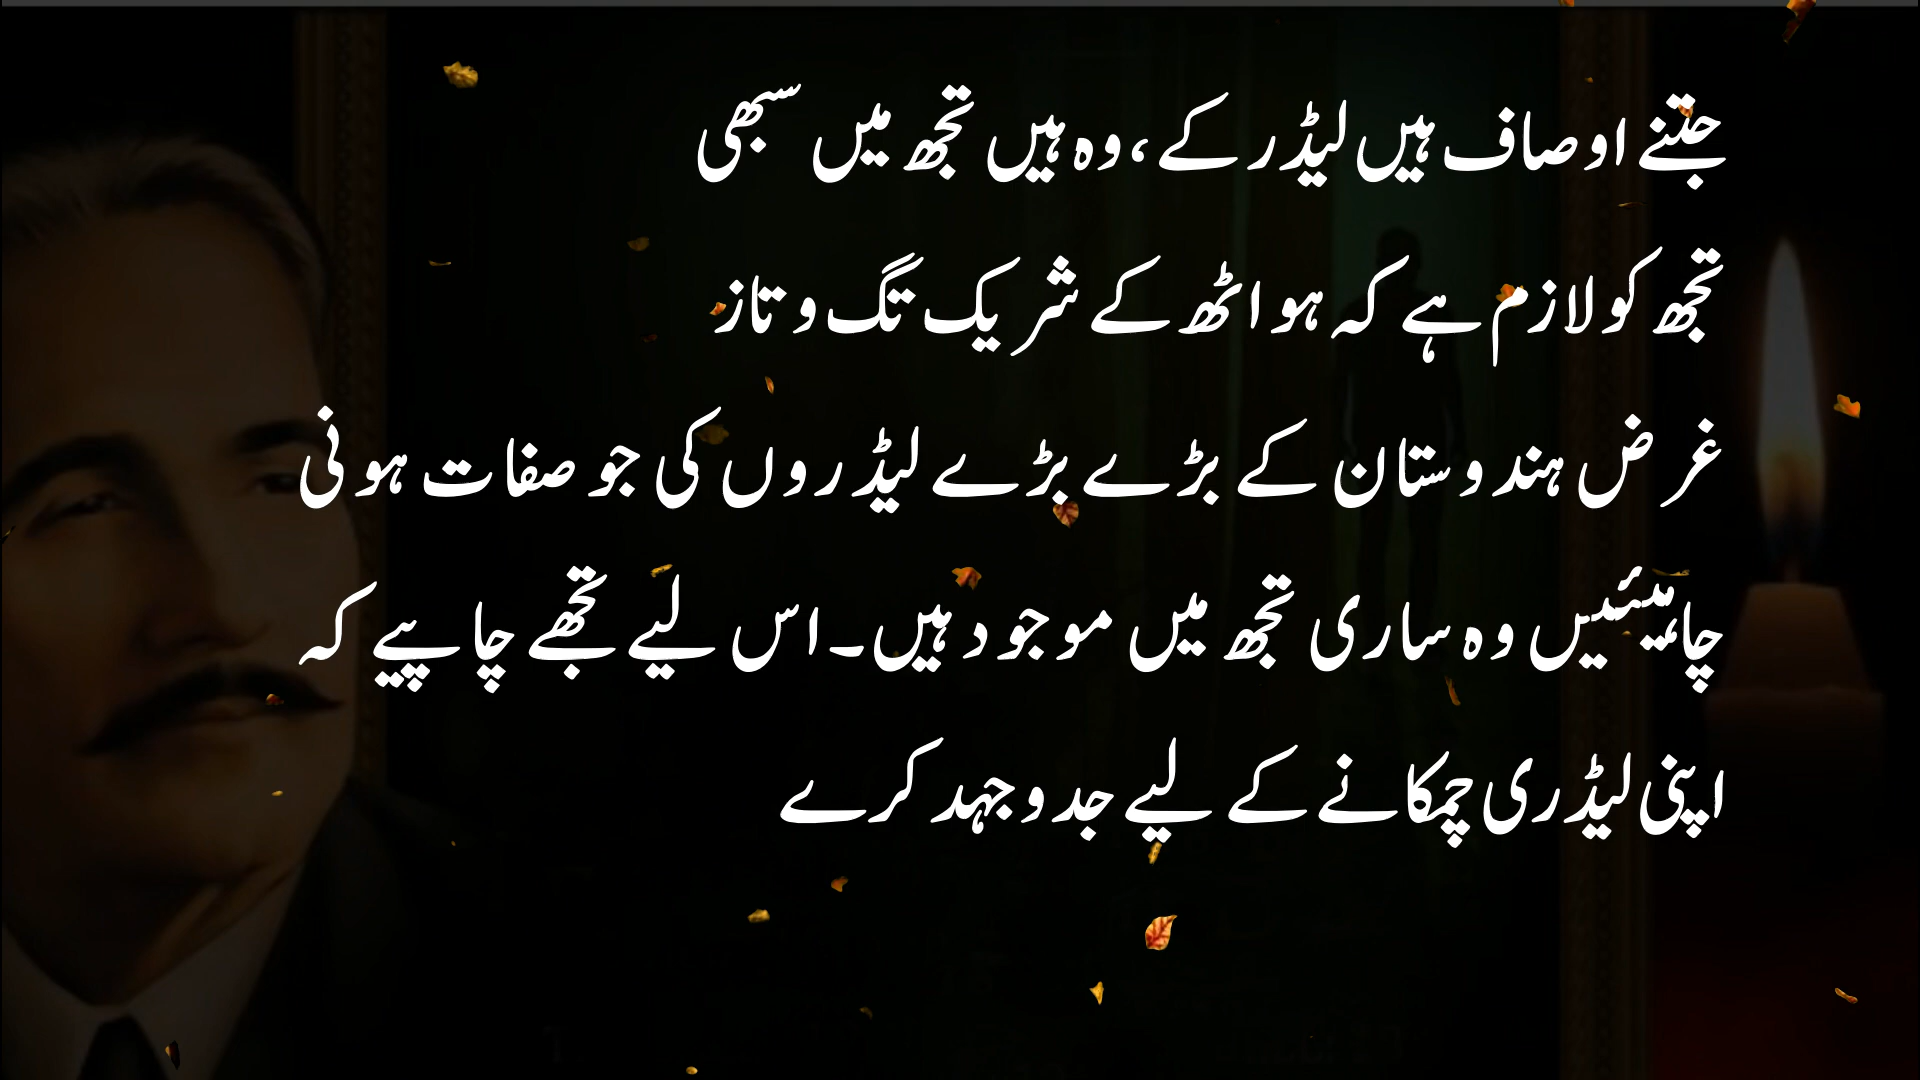 جتنے اوصاف ہیں لیڈر کے، وہ ہیں تجھ میں سبھی
تجھ کو لازم ہے کہ ہو اٹھ کے شریک تگ و تاز
غرض ہندوستان کے بڑے بڑے لیڈروں کی جو صفات ہونی
چاہیئیں وہ ساری تجھ میں موجود ہیں۔ اس لیے تجھے چاپیے کہ
اپنی لیڈری چمکانے کے لیے جدوجہد کرے